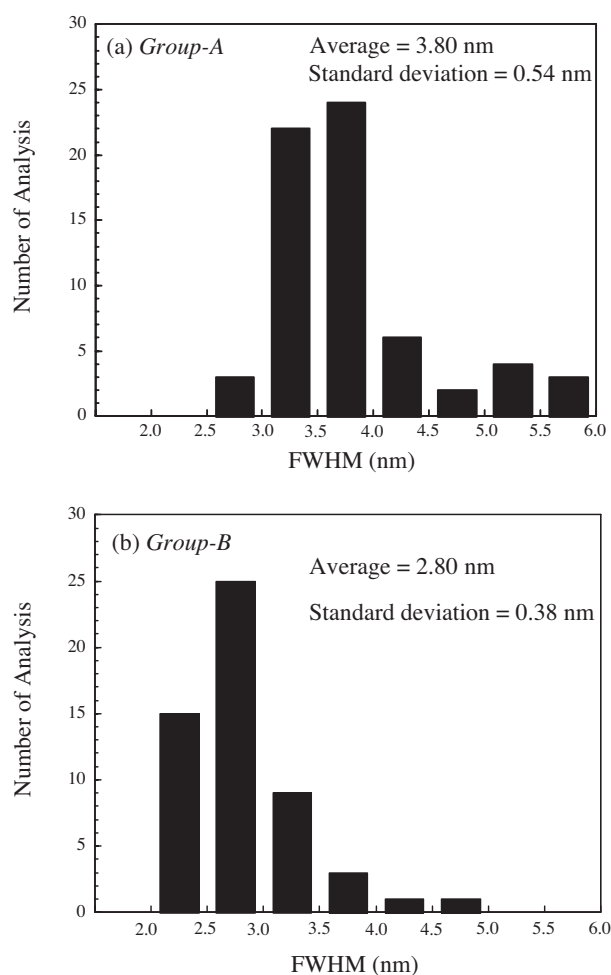 (a) Group-A
Average = 3.80 nm
Standard deviation = 0.54 nm
30
25
20
15
10
5
0
Number of Analysis
2.0 2.5 3.0 3.5 4.0 4.5 5.0 5.5 6.0
FWHM (nm)
(b) Group-B
Average = 2.80 nm
Standard deviation = 0.38 nm
30
25
20
15
10
5
0
Number of Analysis
2.0 2.5 3.0 3.5 4.0 4.5 5.0 5.5 6.0
FWHM (nm)